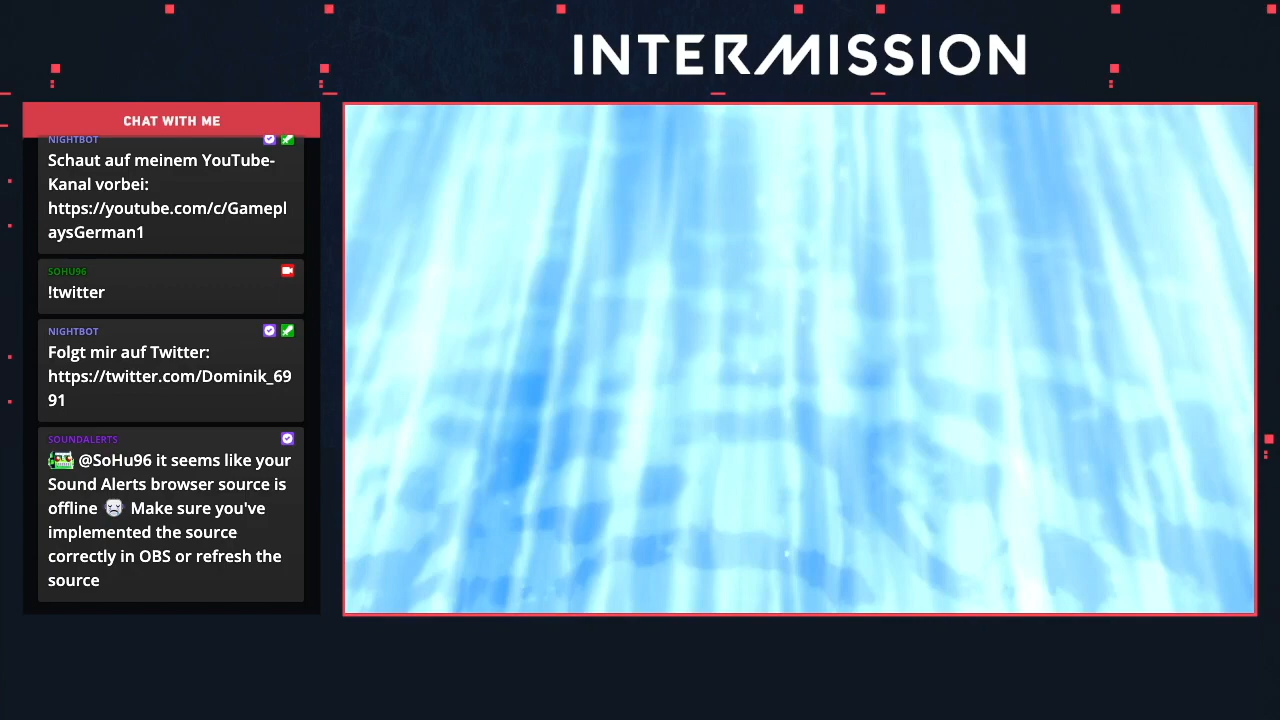 INTERMISSION
CHAT WITH ME
NIGHTBOT
Schaut auf meinem YouTube-
Kanal vorbei:
https://youtube.com/c/Gamepl
aysGerman1
SOHU96
!twitter
NIGHTBOT
Folgt mir auf Twitter:
https://twitter.com/Dominik_69
91
SOUNDALERTS
@SoHu96 it seems like your
Sound Alerts browser source is
offline Make sure you've
implemented the source
correctly in OBS or refresh the
source